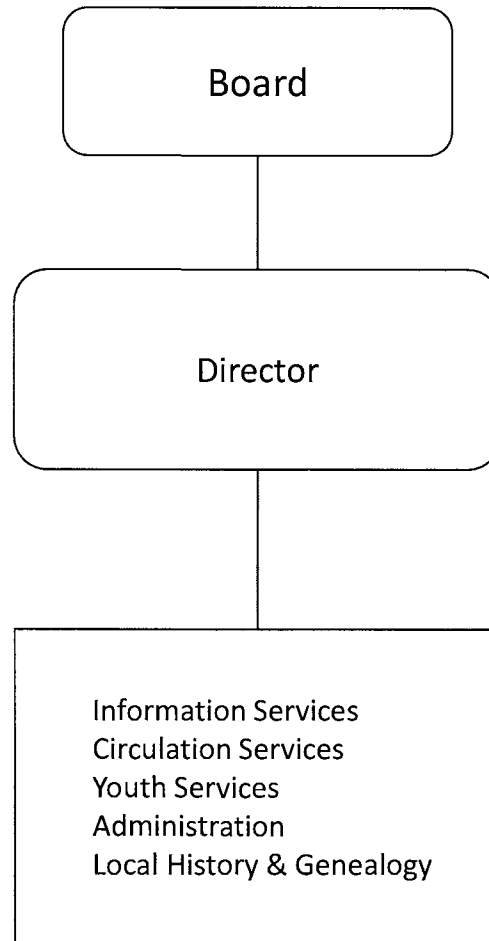 Board
Director
Information Services
Circulation Services
Youth Services
Administration
Local History & Genealogy